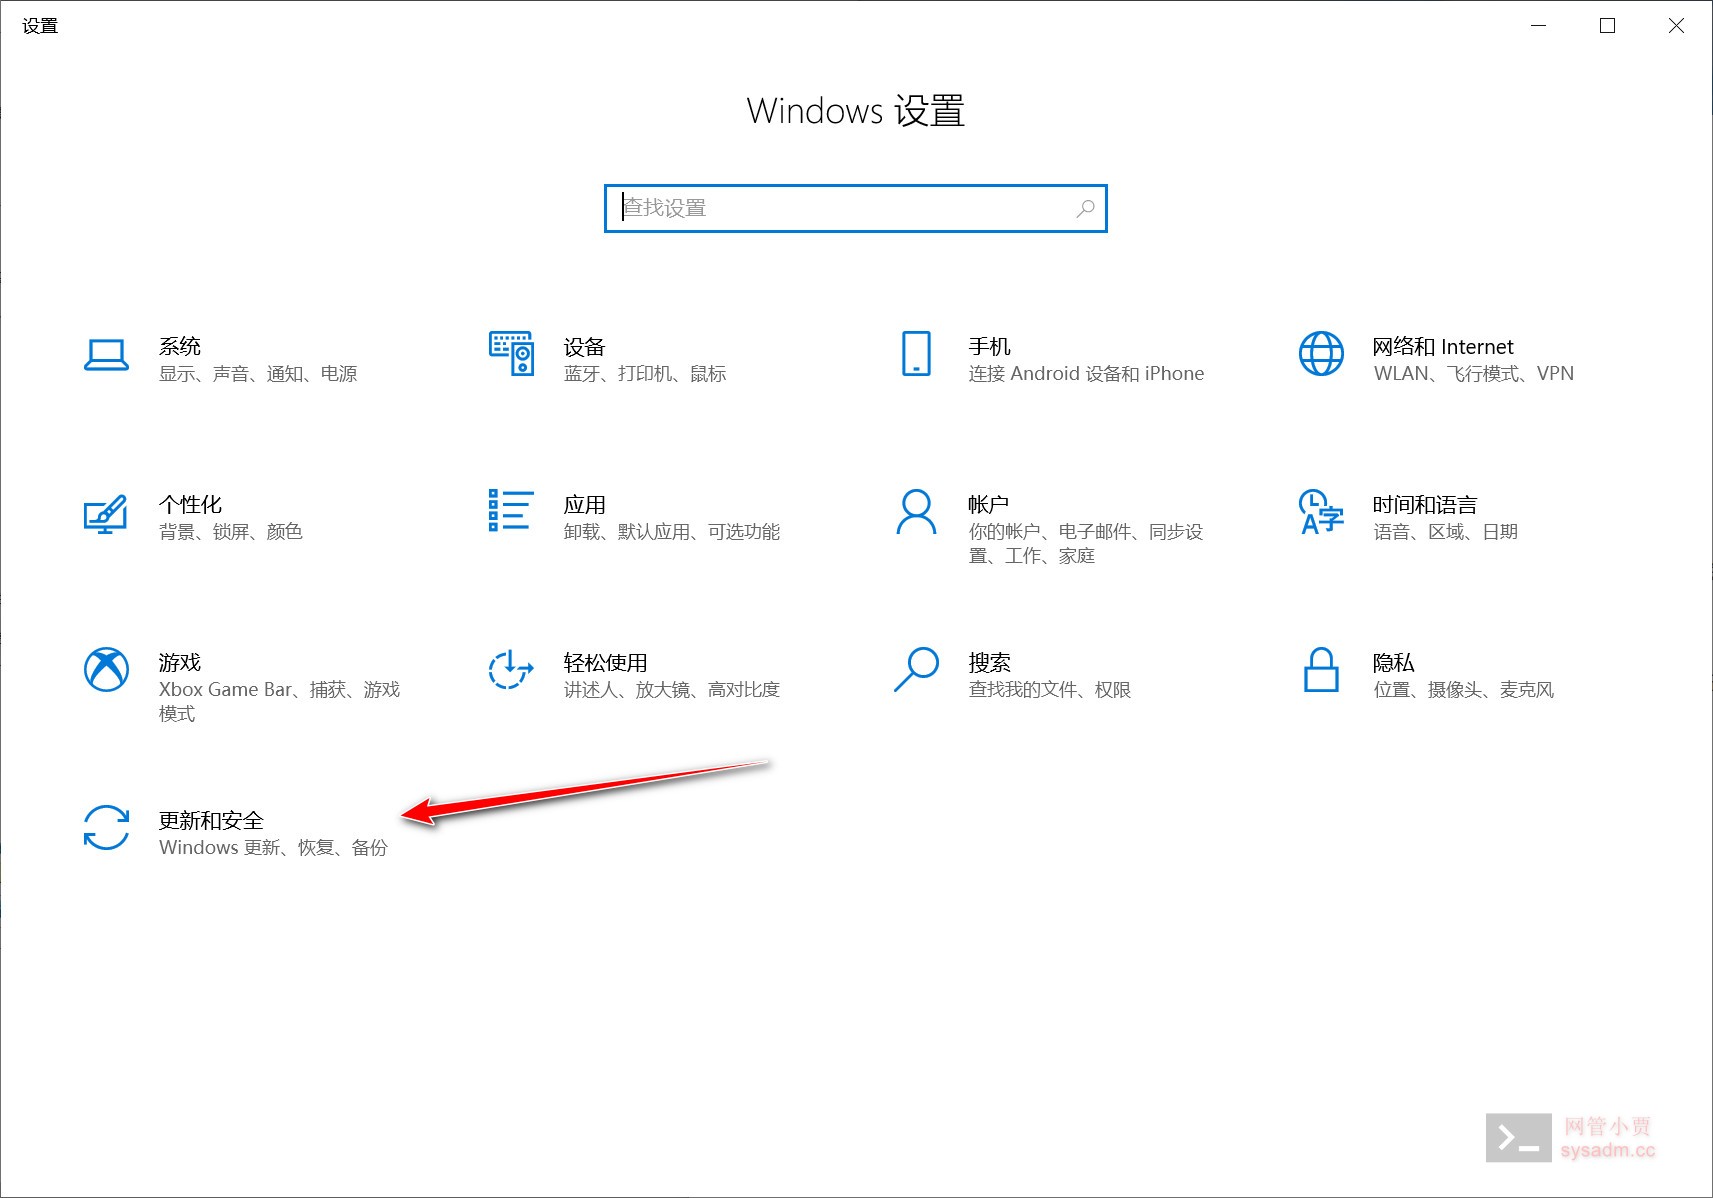 设置
Windows 设置
查找设置
系统
显示、声音、通知、电源
设备
蓝牙、打印机、鼠标
手机
连接 Android 设备和 iPhone
网络和 Internet
WLAN、飞行模式、VPN
个性化
背景、锁屏、颜色
应用
卸载、默认应用、可选功能
帐户
你的帐户、电子邮件、同步设
置、工作、家庭
时间和语言
语音、区域、日期
游戏
Xbox Game Bar、捕获、游戏
模式
轻松使用
讲述人、放大镜、高对比度
搜索
查找我的文件、权限
隐私
位置、摄像头、麦克风
更新和安全
Windows 更新、恢复、备份
网管小贾
sysadm.cc